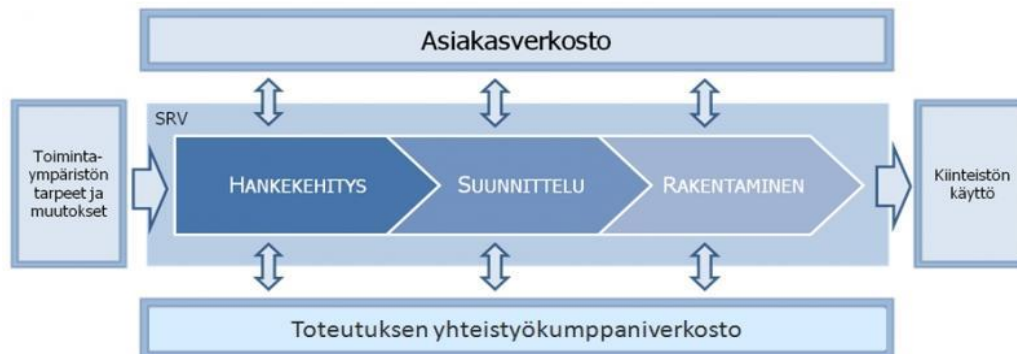 Asiakasverkosto
SRV
Toiminta-
ympäristön
tarpeet ja
muutokset
HANKEKEHITYS
SUUNNITTELU
RAKENTAMINEN
Kiinteistön
käyttö
Toteutuksen yhteistyökumppaniverkosto